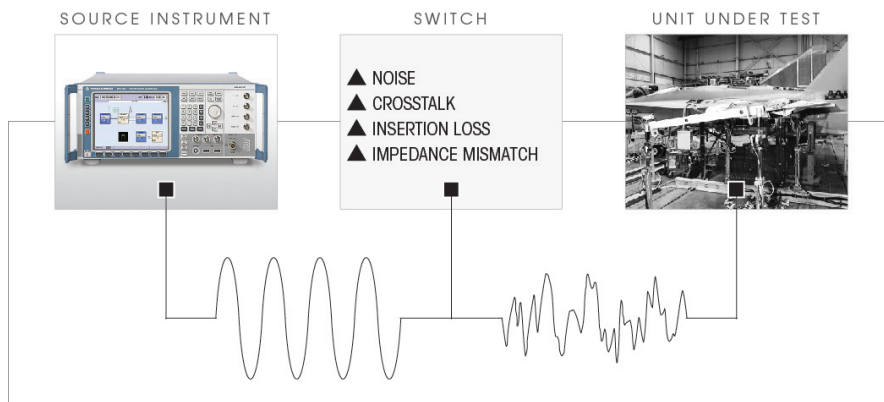 SOURCE INSTRUMENT
SWITCH
UNIT UNDER TEST
NOISE
CROSSTALK
INSERTION LOSS
IMPEDANCE MISMATCH